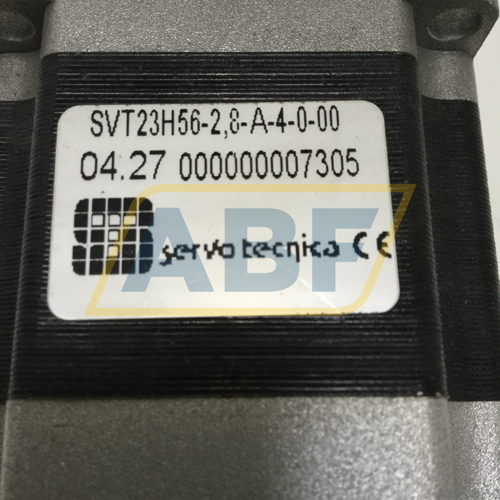 SVT23H56-2,8-A-4-0-00
04.27 000000007305
servotecnica CE
ABF